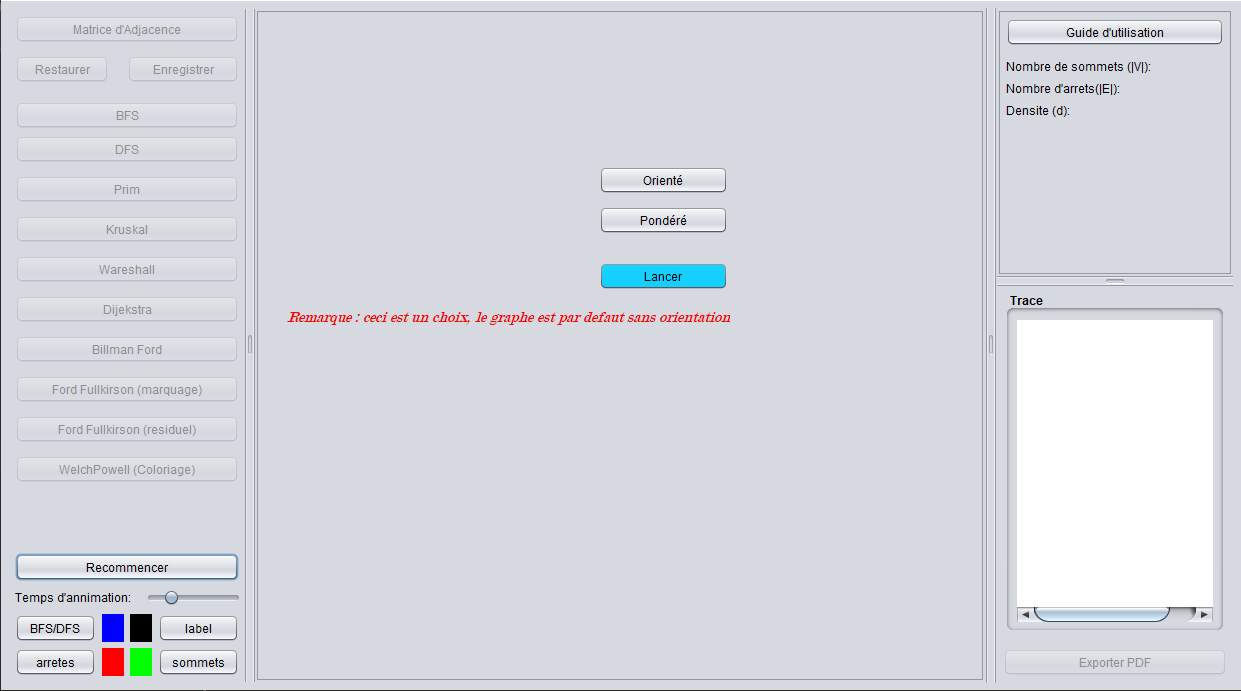 Matrice d'Adjacence
Restaurer
Enregistrer
BFS
DFS
Prim
Kruskal
Wareshall
Dijekstra
Billman Ford
Ford Fullkirson (marquage)
Ford Fullkirson (residuel)
WelchPowell (Coloriage)
Recommencer
Temps d'annimation:
BFS/DFS
label
arretes
sommets
Orienté
Pondéré
Lancer
Remarque : ceci est un choix, le graphe est par defaut sans orientation
Guide d'utilisation
Nombre de sommets (|V|):
Nombre d'arrets(|E|):
Densite (d):
Trace
Exporter PDF